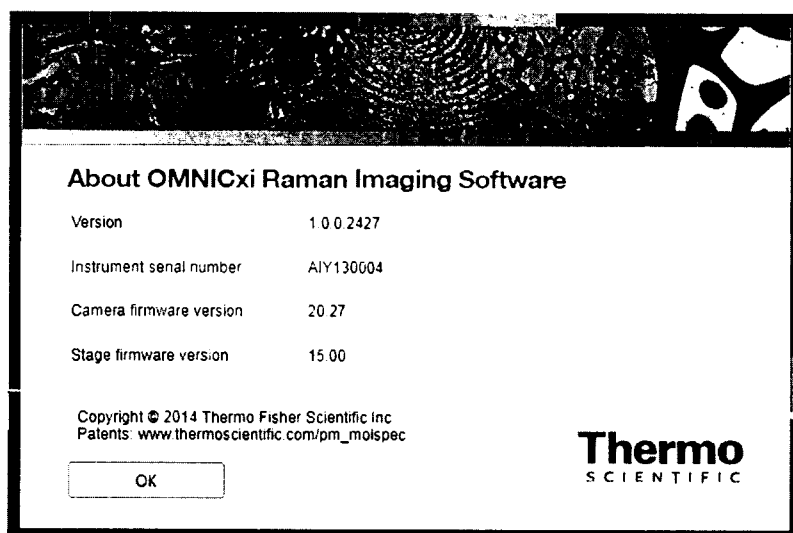 About OMNICxi Raman Imaging Software
Version 1.0.0.2427
Instrument serial number AIY130004
Camera firmware version 20.27
Stage firmware version 15.00
Copyright © 2014 Thermo Fisher Scientific Inc
Patents: www.thermoscientific.com/pm_molspec
OK
Thermo
SCIENTIFIC